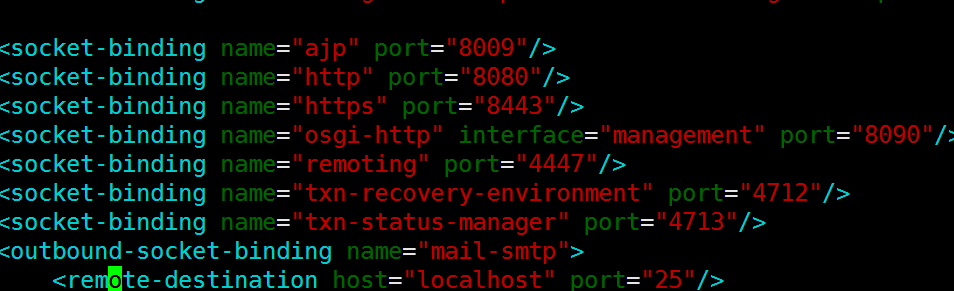 <socket-binding name="ajp" port="8009"/>
<socket-binding name="http" port="8080"/>
<socket-binding name="https" port="8443"/>
<socket-binding name="osgi-http" interface="management" port="8090"/>
<socket-binding name="remoting" port="4447"/>
<socket-binding name="txn-recovery-environment" port="4712"/>
<socket-binding name="txn-status-manager" port="4713"/>
<outbound-socket-binding name="mail-smtp">
<remote-destination host="localhost" port="25"/>